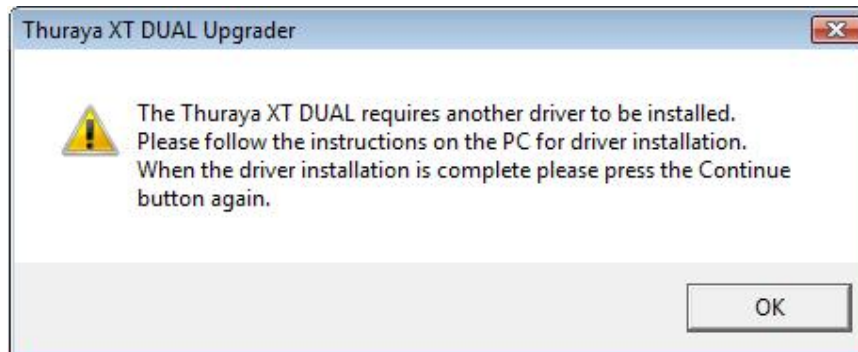 Thuraya XT DUAL Upgrader
The Thuraya XT DUAL requires another driver to be installed.
Please follow the instructions on the PC for driver installation.
When the driver installation is complete please press the Continue
button again.
OK